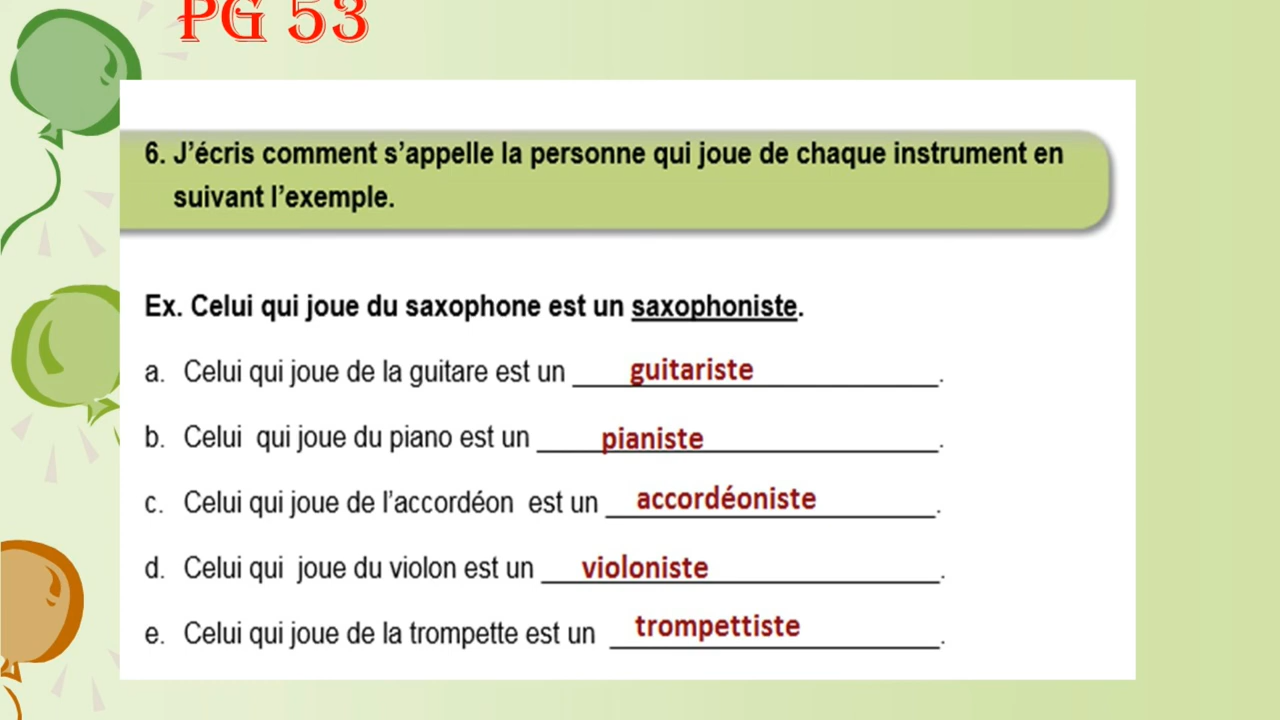 PG 53
6. J’écris comment s’appelle la personne qui joue de chaque instrument en
suivant l’exemple.
Ex. Celui qui joue du saxophone est un saxophoniste.
a. Celui qui joue de la guitare est un guitariste.
b. Celui qui joue du piano est un pianiste.
c. Celui qui joue de l’accordéon est un accordéoniste.
d. Celui qui joue du violon est un violoniste.
e. Celui qui joue de la trompette est un trompettiste.